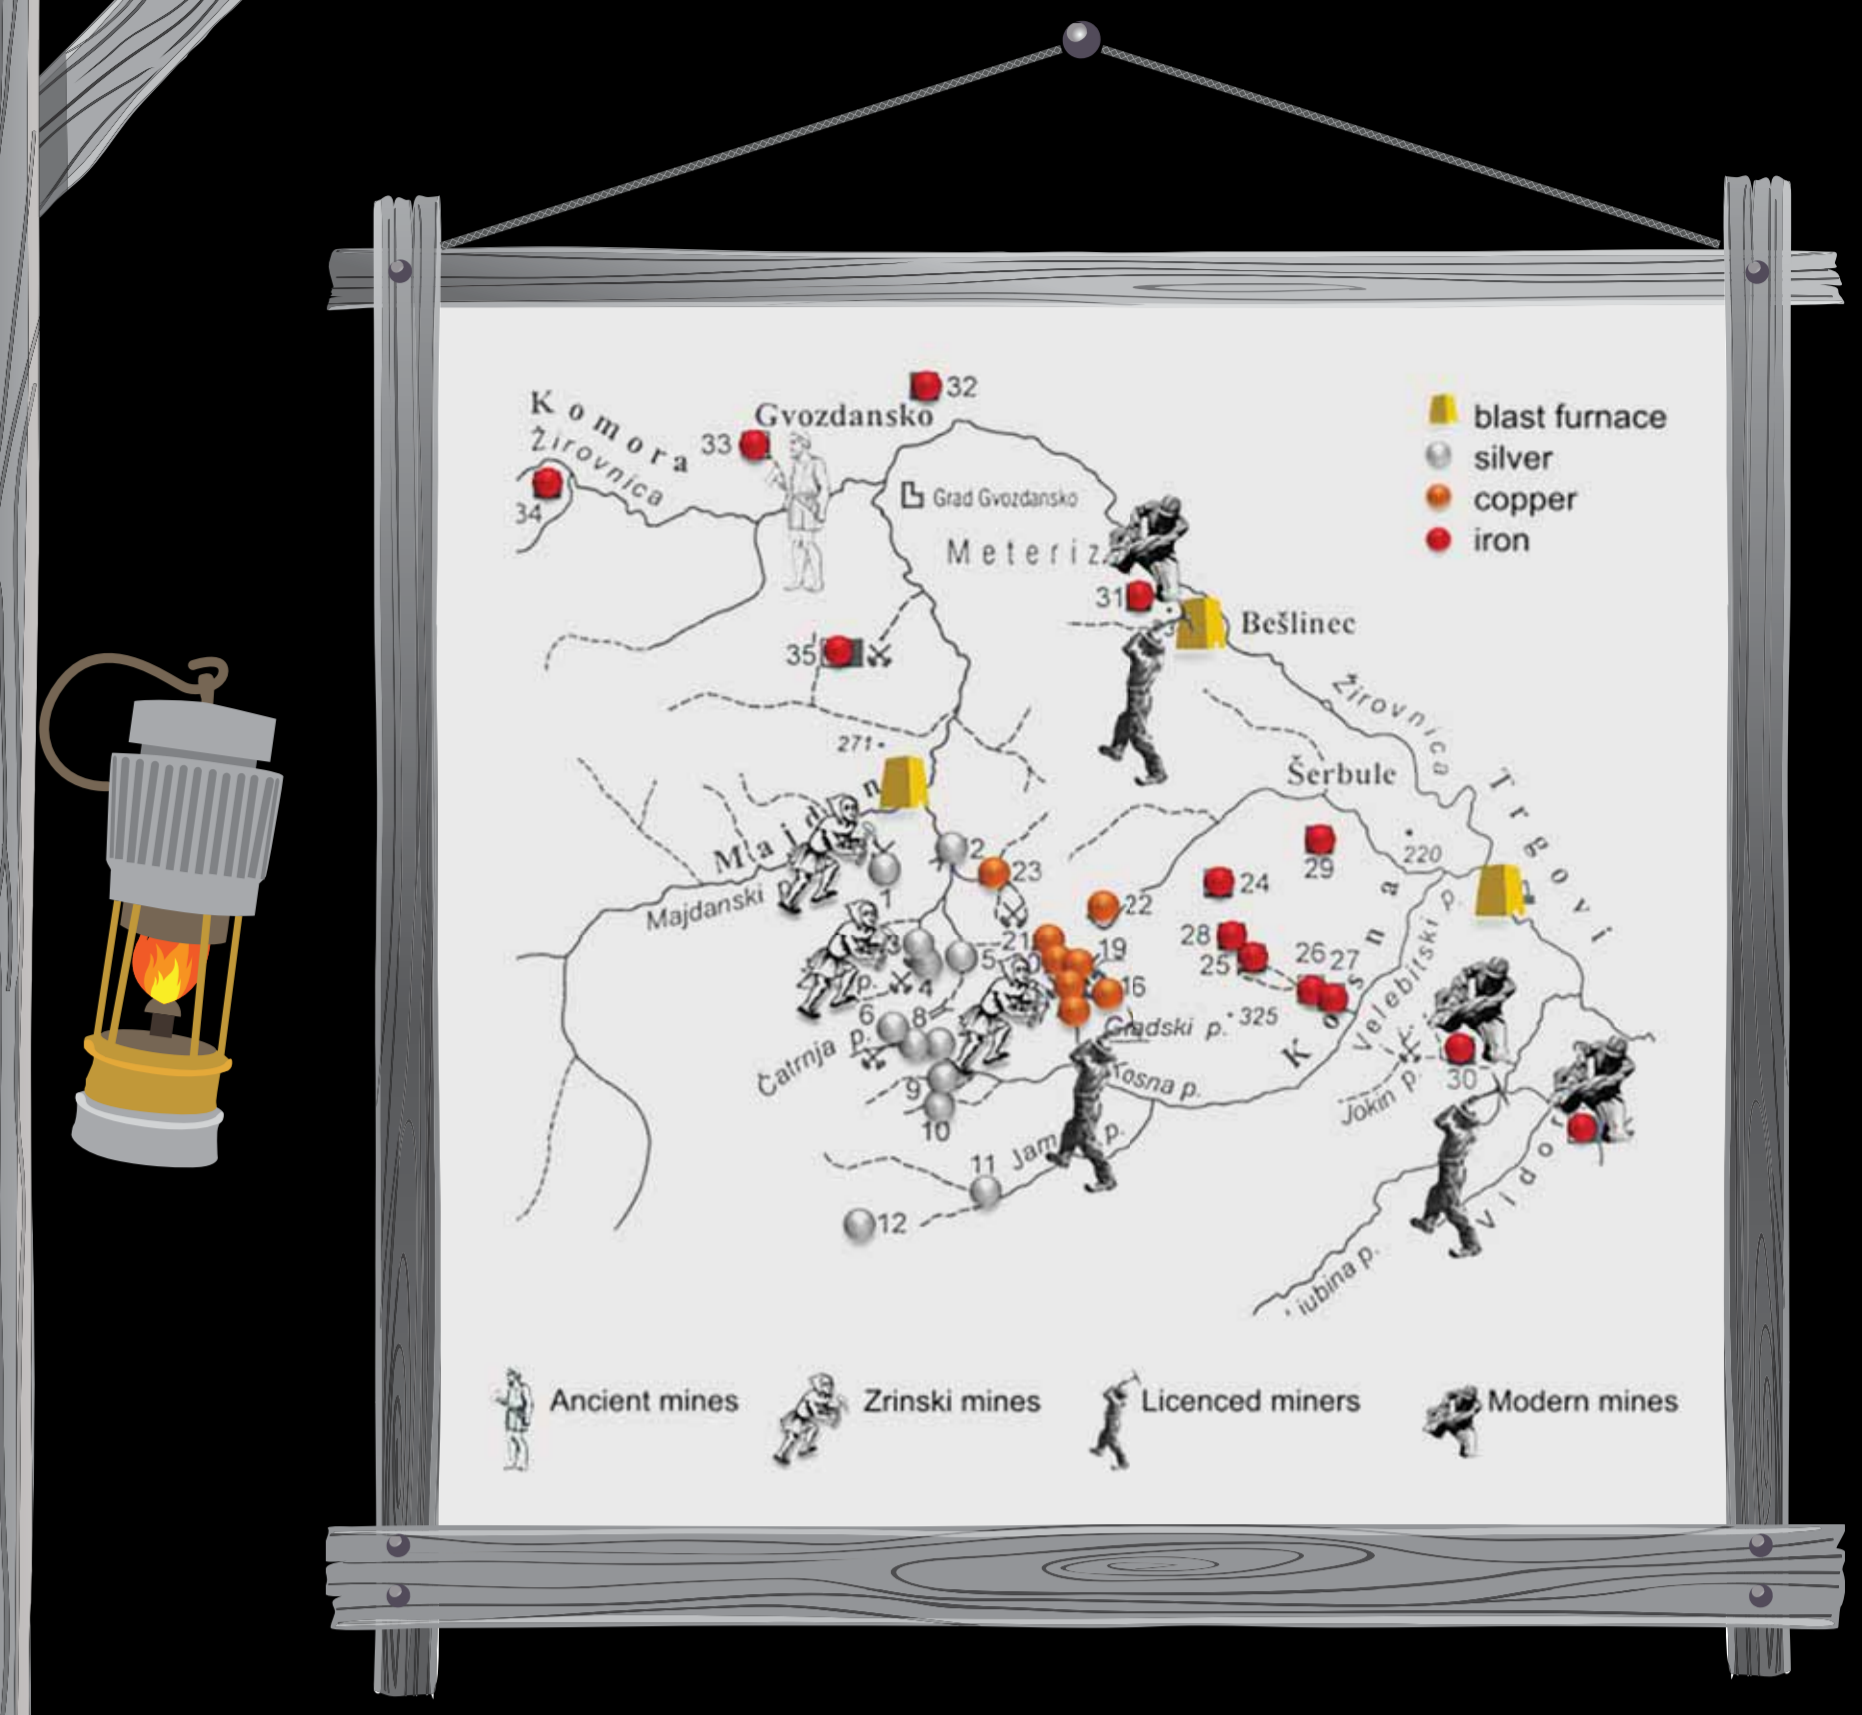 32
Komora
Gvozdansko
33
Žirovnica
34
Grad Gvozdansko
Meteriz
31
Bešlinec
35
Žirovnica
271
Šerbule
Trgovi
220
2
23
29
24
1
22
Majdanski p.
3
5
21
19
28
25
26
27
p.
4
16
6
8
Gradski p.
325
Kosna
Velebitski p.
Čatrnja p.
9
Kosna p.
30
Jokin p.
10
11
Jam p.
12
Vidor
blast furnace
silver
copper
iron
Ancient mines
Zrinski mines
Licenced miners
Modern mines